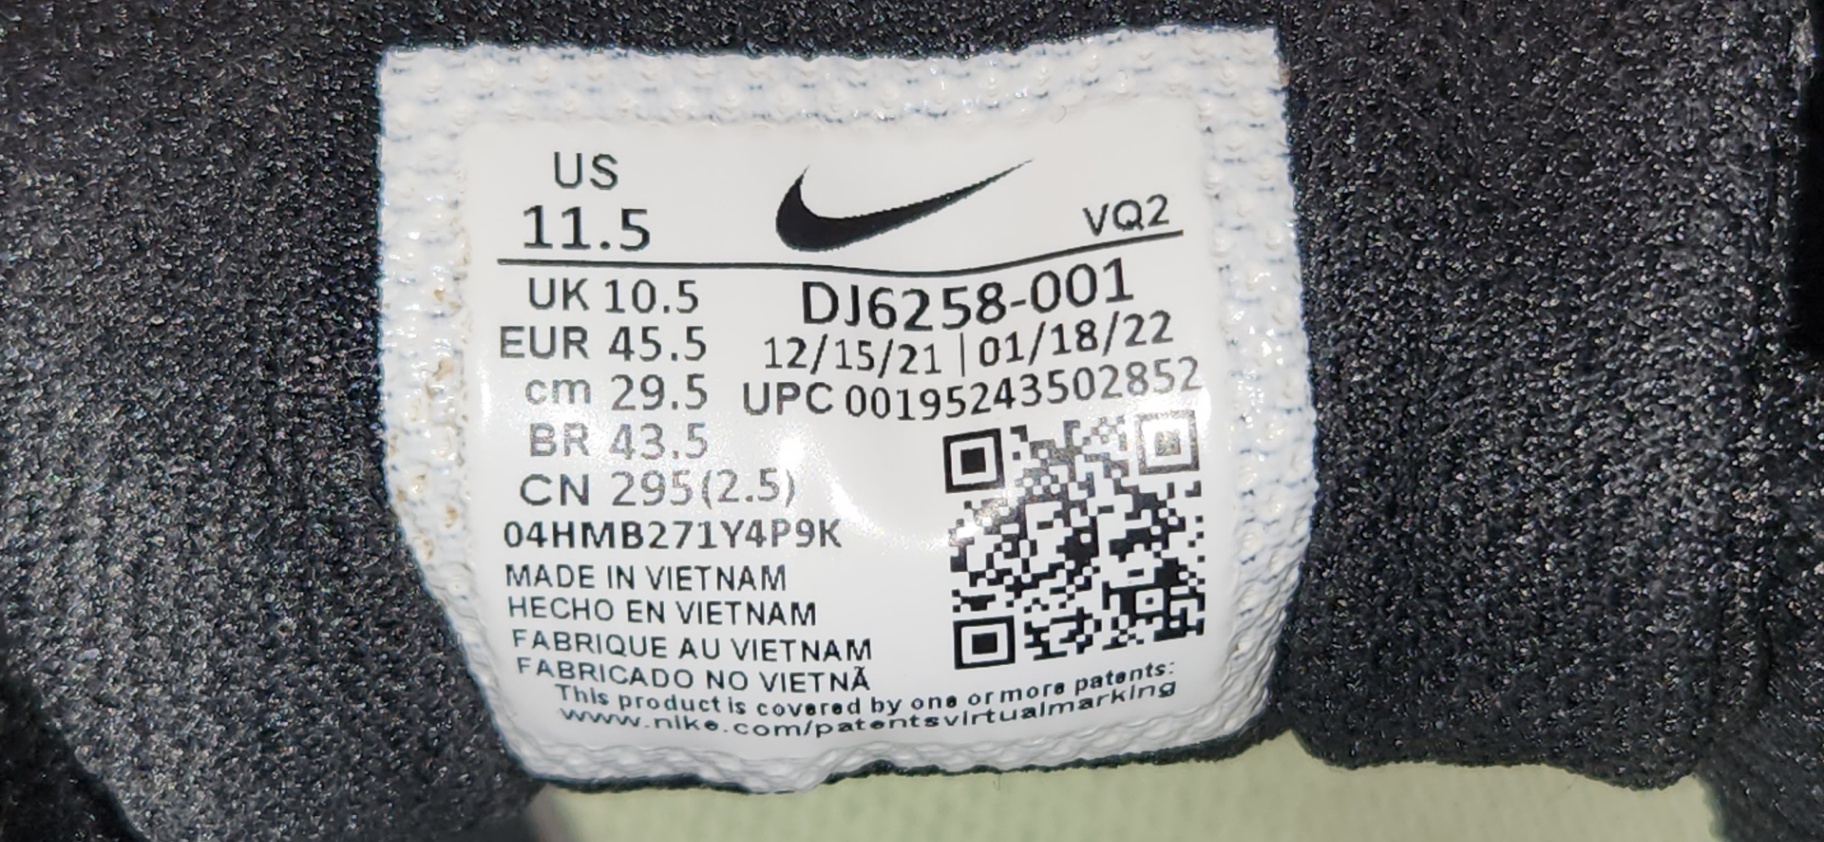 US
11.5
VQ2
UK 10.5
EUR 45.5
cm 29.5
BR 43.5
CN 295(2.5)
DJ6258-001
12/15/21 | 01/18/22
UPC 00195243502852
04HMB271Y4P9K
MADE IN VIETNAM
HECHO EN VIETNAM
FABRIQUE AU VIETNAM
FABRICADO NO VIETNÃ
This product is covered by one or more patents:
www.nike.com/patentsvirtualmarking